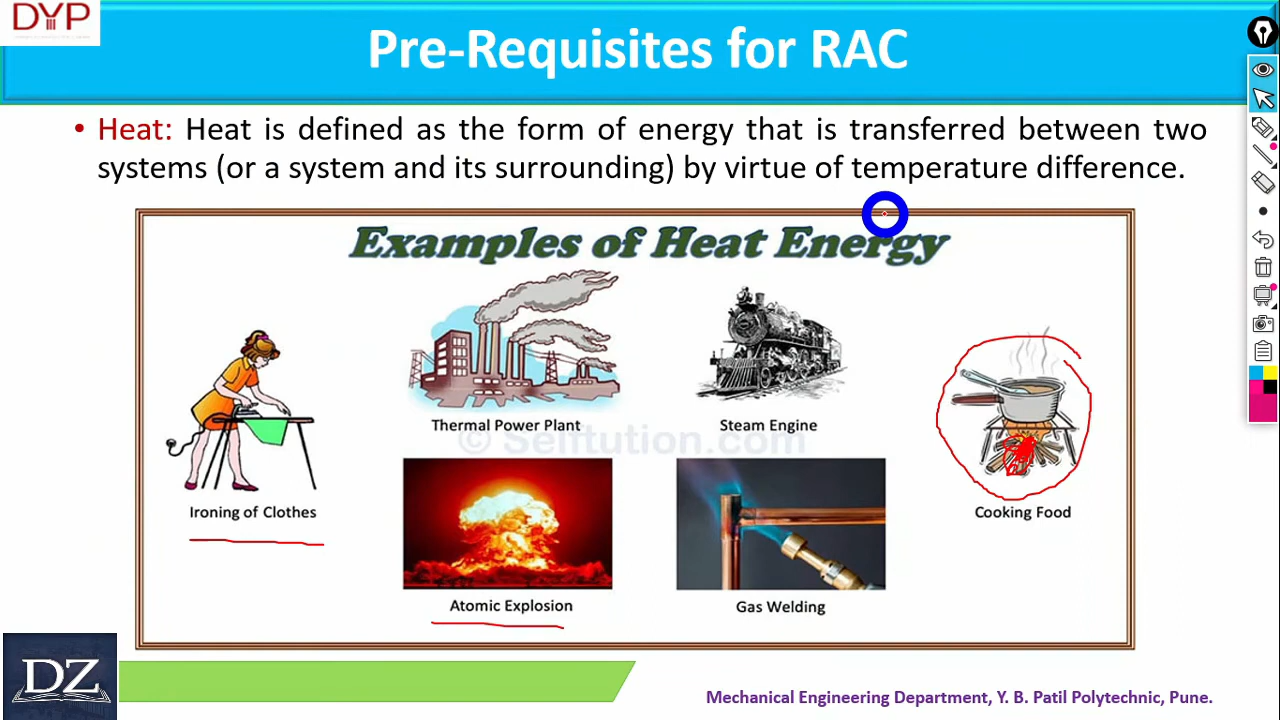 DYP
Pre-Requisites for RAC
• Heat: Heat is defined as the form of energy that is transferred between two
systems (or a system and its surrounding) by virtue of temperature difference.
Examples of Heat Energy
Thermal Power Plant
Steam Engine
© Selftution.com
Ironing of Clothes
Cooking Food
Atomic Explosion
Gas Welding
DZ
Mechanical Engineering Department, Y. B. Patil Polytechnic, Pune.